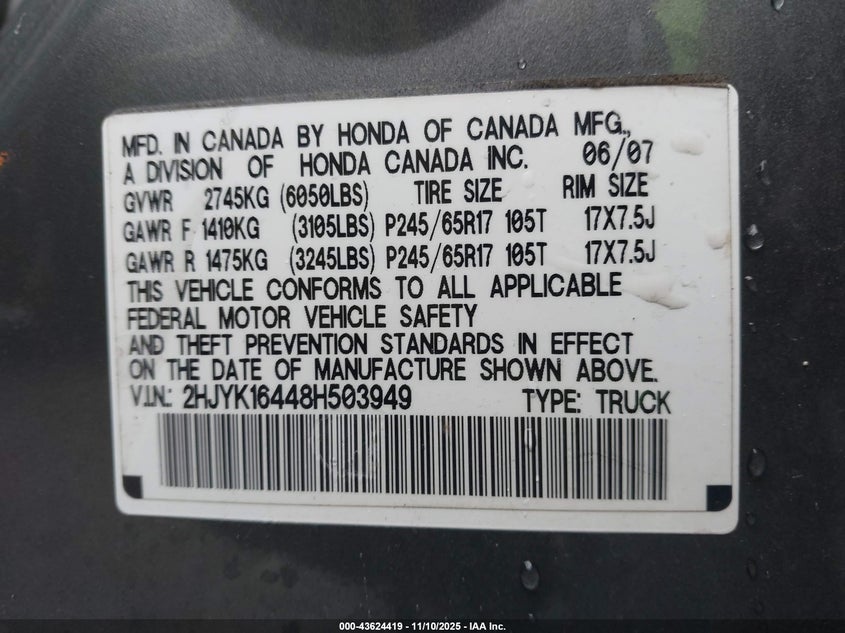 MFD. IN CANADA BY HONDA OF CANADA MFG.,
A DIVISION OF HONDA CANADA INC. 06/07
GVWR 2745KG (6050LBS) TIRE SIZE RIM SIZE
GAWR F 1410KG (3105LBS) P245/65R17 105T 17X7.5J
GAWR R 1475KG (3245LBS) P245/65R17 105T 17X7.5J
THIS VEHICLE CONFORMS TO ALL APPLICABLE
FEDERAL MOTOR VEHICLE SAFETY
AND THEFT PREVENTION STANDARDS IN EFFECT
ON THE DATE OF MANUFACTURE SHOWN ABOVE.
V.I.N.: 2HJYK16448H503949 TYPE: TRUCK
000-43624419 - 11/10/2025 - IAA Inc.